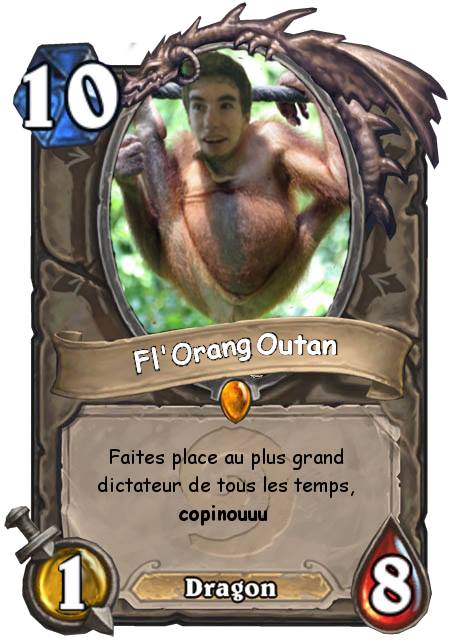 10
Fl'Orang Outan
Faites place au plus grand
dictateur de tous les temps,
copinouuu
1
Dragon
8